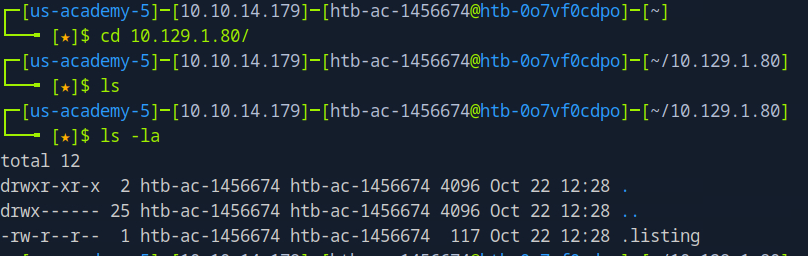 ┌─[us-academy-5]─[10.10.14.179]─[htb-ac-1456674@htb-0o7vf0cdpo]─[~]
└──╼ [★]$ cd 10.129.1.80/
┌─[us-academy-5]─[10.10.14.179]─[htb-ac-1456674@htb-0o7vf0cdpo]─[~/10.129.1.80]
└──╼ [★]$ ls
┌─[us-academy-5]─[10.10.14.179]─[htb-ac-1456674@htb-0o7vf0cdpo]─[~/10.129.1.80]
└──╼ [★]$ ls -la
total 12
drwxr-xr-x  2 htb-ac-1456674 htb-ac-1456674 4096 Oct 22 12:28 .
drwx------ 25 htb-ac-1456674 htb-ac-1456674 4096 Oct 22 12:28 ..
-rw-r--r--  1 htb-ac-1456674 htb-ac-1456674  117 Oct 22 12:28 .listing